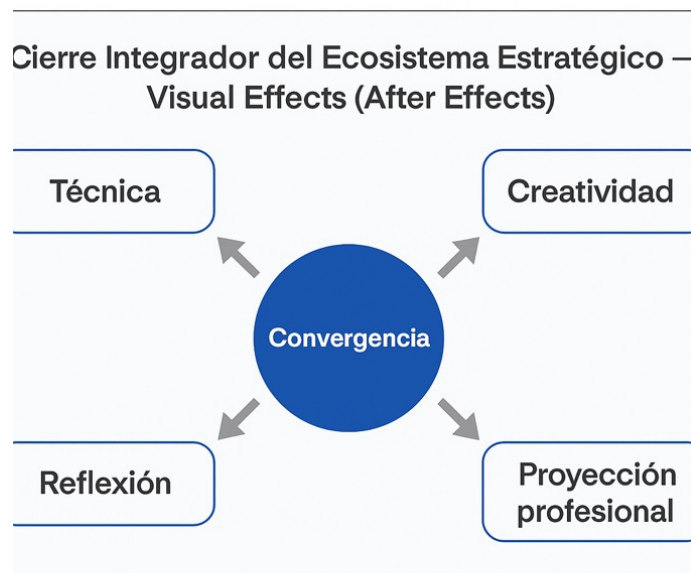 Cierre Integrador del Ecosistema Estratégico —
Visual Effects (After Effects)
Técnica
Creatividad
Convergencia
Reflexión
Proyección
profesional